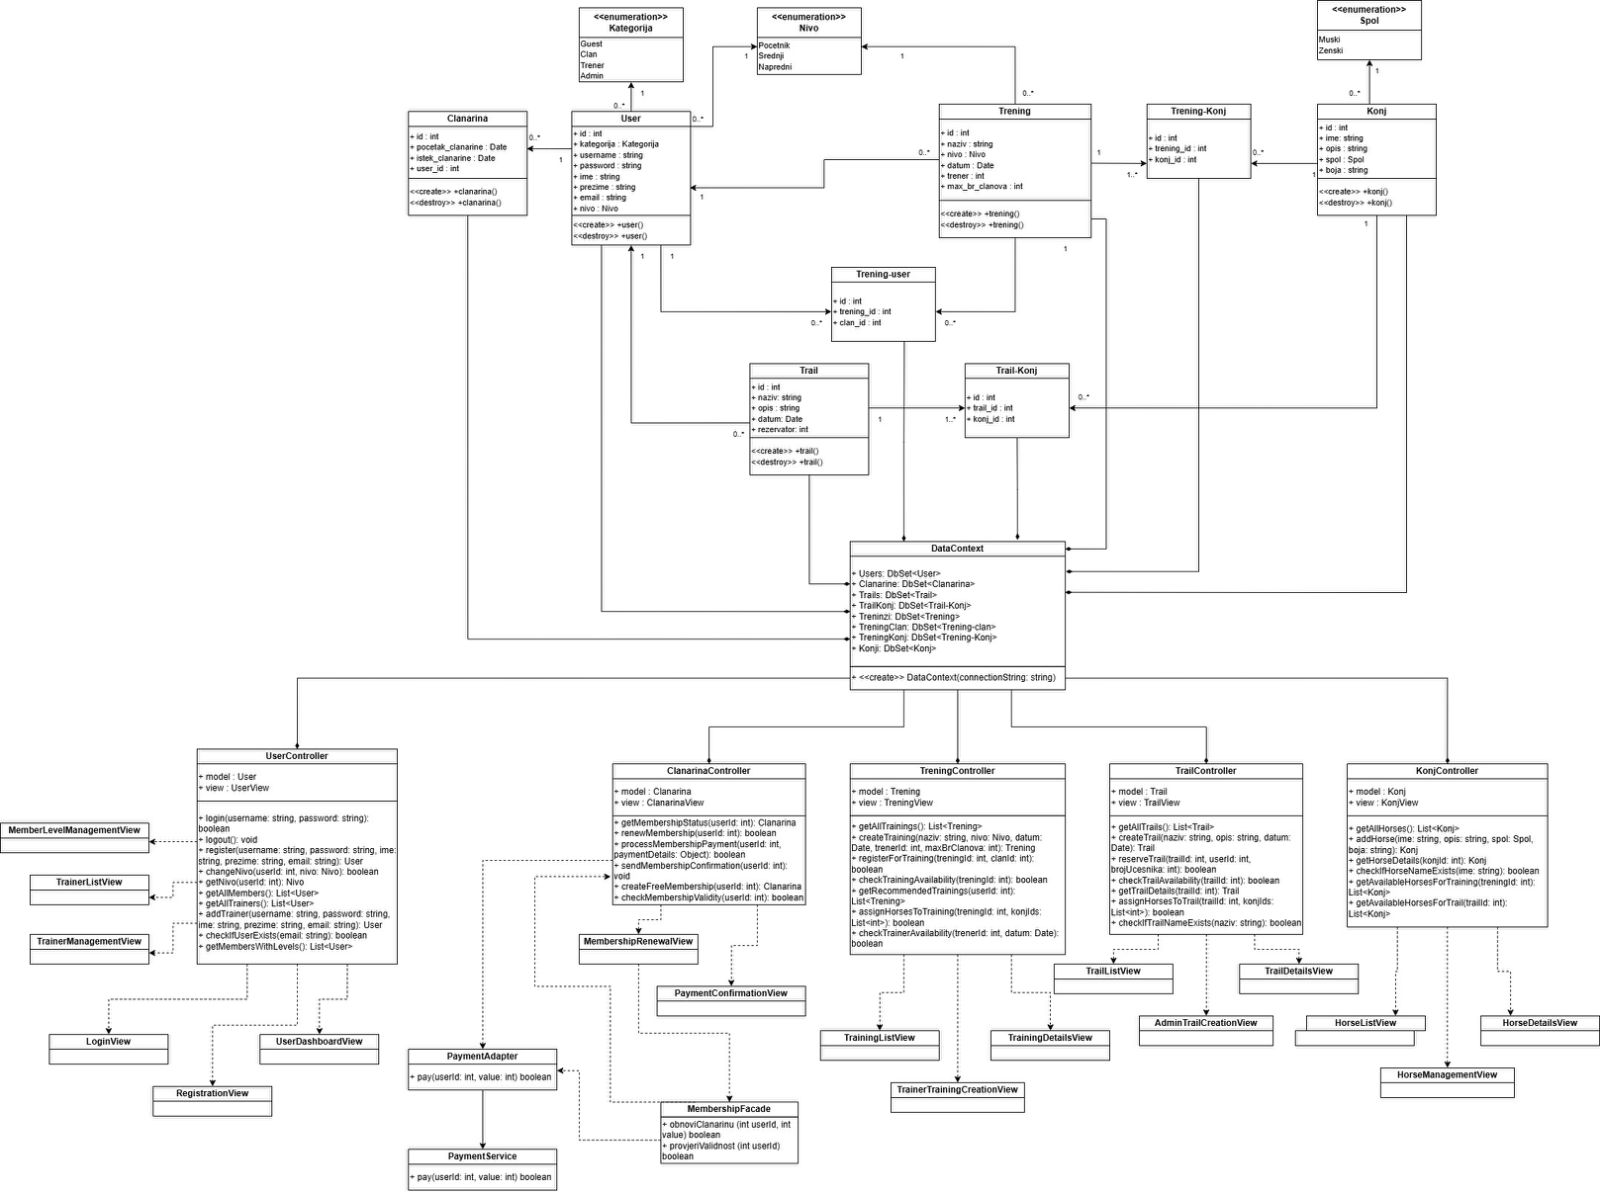 <<enumeration>>
Kategorija
Guest
Clan
Trener
Admin
<<enumeration>>
Nivo
Pocetnik
Srednji
Napredni
<<enumeration>>
Spol
Muski
Zenski
1
1
1
1
0..*
0..*
0..*
0..*
Clanarina
+ id : int
+ pocetak_clanarine : Date
+ istek_clanarine : Date
+ user_id : int
<<create>> +clanarina()
<<destroy>> +clanarina()
0..*
1
User
+ id : int
+ kategorija : Kategorija
+ username : string
+ password : string
+ ime : string
+ prezime : string
+ email : string
+ nivo : Nivo
<<create>> +user()
<<destroy>> +user()
0..*
1
Trening
+ id : int
+ naziv : string
+ nivo : Nivo
+ datum : Date
+ trener : int
+ max_br_clanova : int
<<create>> +trening()
<<destroy>> +trening()
1
1..*
Trening-Konj
+ id : int
+ trening_id : int
+ konj_id : int
0..*
1
Konj
+ id : int
+ ime: string
+ opis : string
+ spol : Spol
+ boja : string
<<create>> +konj()
<<destroy>> +konj()
1
1
1
1
Trening-user
+ id : int
+ trening_id : int
+ clan_id : int
0..*
0..*
Trail
+ id : int
+ naziv: string
+ opis : string
+ datum: Date
+ rezervator: int
<<create>> +trail()
<<destroy>> +trail()
0..*
1
1..*
Trail-Konj
+ id : int
+ trail_id : int
+ konj_id : int
0..*
DataContext
+ Users: DbSet<User>
+ Clanarine: DbSet<Clanarina>
+ Trails: DbSet<Trail>
+ TrailKonj: DbSet<Trail-Konj>
+ Treninzi: DbSet<Trening>
+ TreningClan: DbSet<Trening-clan>
+ TreningKonj: DbSet<Trening-Konj>
+ Konji: DbSet<Konj>
+ <<create>> DataContext(connectionString: string)
UserController
+ model : User
+ view : UserView
+ login(username: string, password: string):
boolean
+ logout(): void
+ register(username: string, password: string, ime:
string, prezime: string, email: string): User
+ changeNivo(userId: int, nivo: Nivo): boolean
+ getNivo(userId: int): Nivo
+ getAllMembers(): List<User>
+ getAllTrainers(): List<User>
+ addTrainer(username: string, password: string,
ime: string, prezime: string, email: string): User
+ checkIfUserExists(email: string): boolean
+ getMembersWithLevels(): List<User>
MemberLevelManagementView
TrainerListView
TrainerManagementView
LoginView
RegistrationView
UserDashboardView
ClanarinaController
+ model : Clanarina
+ view : ClanarinaView
+ getMembershipStatus(userId: int): Clanarina
+ renewMembership(userId: int): boolean
+ processMembershipPayment(userId: int,
paymentDetails: Object): boolean
+ sendMembershipConfirmation(userId: int):
void
+ createFreeMembership(userId: int): Clanarina
+ checkMembershipValidity(userId: int): boolean
MembershipRenewalView
PaymentConfirmationView
PaymentAdapter
+ pay(userId: int, value: int) boolean
PaymentService
+ pay(userId: int, value: int) boolean
MembershipFacade
+ obnoviClanarinu (int userId, int
value) boolean
+ provjeriValidnost (int userId)
boolean
TreningController
+ model : Trening
+ view : TreningView
+ getAllTrainings(): List<Trening>
+ createTraining(naziv: string, nivo: Nivo, datum:
Date, trenerId: int, maxBrClanova: int): Trening
+ registerForTraining(treningId: int, clanId: int):
boolean
+ checkTrainingAvailability(treningId: int): boolean
+ getRecommendedTrainings(userId: int):
List<Trening>
+ assignHorsesToTraining(treningId: int, konjIds:
List<int>): boolean
+ checkTrainerAvailability(trenerId: int, datum: Date):
boolean
TrainingListView
TrainerTrainingCreationView
TrainingDetailsView
TrailController
+ model : Trail
+ view : TrailView
+ getAllTrails(): List<Trail>
+ createTrail(naziv: string, opis: string, datum:
Date): Trail
+ reserveTrail(trailId: int, userId: int,
brojUcesnika: int): boolean
+ checkTrailAvailability(trailId: int): boolean
+ getTrailDetails(trailId: int): Trail
+ assignHorsesToTrail(trailId: int, konjIds:
List<int>): boolean
+ checkIfTrailNameExists(naziv: string): boolean
TrailListView
AdminTrailCreationView
TrailDetailsView
KonjController
+ model : Konj
+ view : KonjView
+ getAllHorses(): List<Konj>
+ addHorse(ime: string, opis: string, spol: Spol,
boja: string): Konj
+ getHorseDetails(konjId: int): Konj
+ checkIfHorseNameExists(ime: string): boolean
+ getAvailableHorsesForTraining(treningId: int):
List<Konj>
+ getAvailableHorsesForTrail(trailId: int):
List<Konj>
HorseListView
HorseManagementView
HorseDetailsView